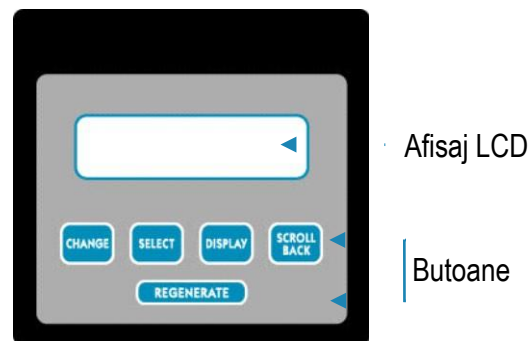 Afisaj LCD
CHANGE
SELECT
DISPLAY
SCROLL
BACK
Butoane
REGENERATE